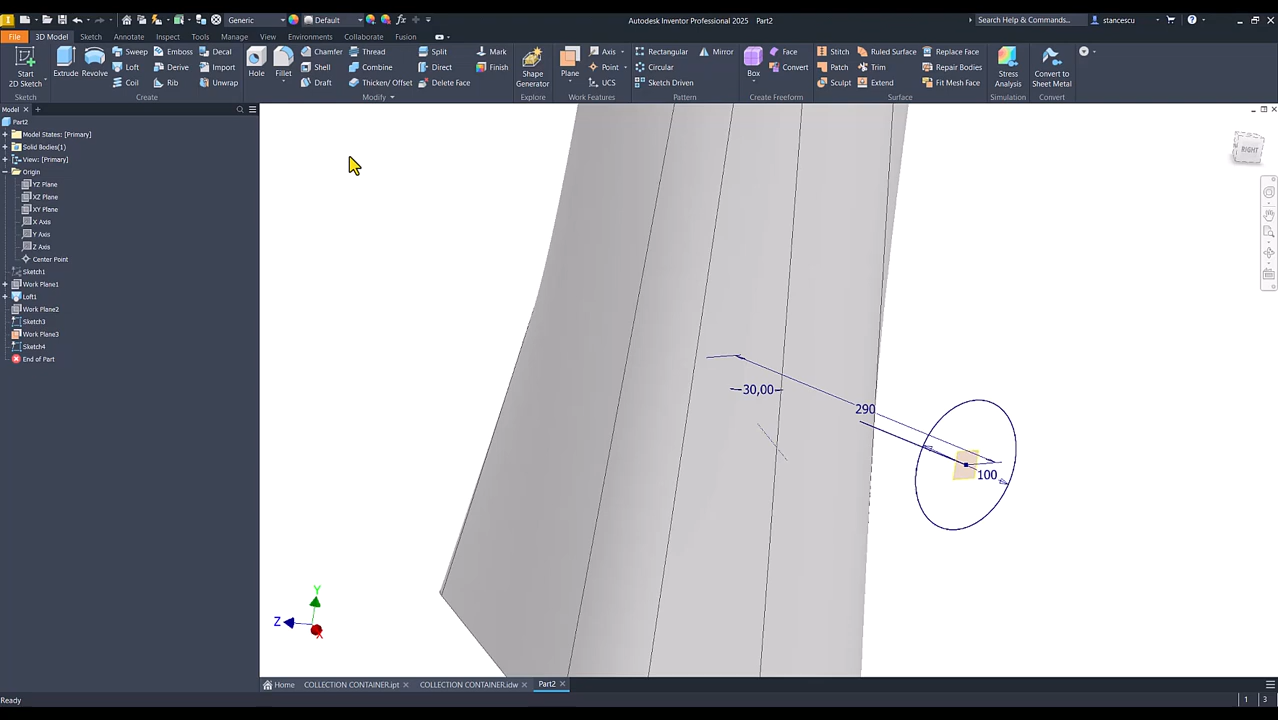 Generic
Default
fx
Autodesk Inventor Professional 2025 Part2
Search Help & Commands...
stancescu
File 3D Model Sketch Annotate Inspect Tools Manage View Environments Collaborate Fusion
Start
2D Sketch
Sketch
Extrude
Revolve
Sweep
Loft
Coil
Emboss
Derive
Rib
Decal
Import
Unwrap
Create
Hole
Fillet
Chamfer
Shell
Draft
Thread
Combine
Thicken/ Offset
Split
Direct
Delete Face
Modify
Mark
Finish
Shape
Generator
Explore
Plane
Axis
Point
UCS
Work Features
Rectangular
Circular
Sketch Driven
Mirror
Pattern
Box
Face
Convert
Create Freeform
Stitch
Patch
Sculpt
Ruled Surface
Trim
Extend
Replace Face
Repair Bodies
Fit Mesh Face
Surface
Stress
Analysis
Simulation
Convert to
Sheet Metal
Convert
Model
Part2
Model States: [Primary]
Solid Bodies(1)
View: [Primary]
Origin
YZ Plane
XZ Plane
XY Plane
X Axis
Y Axis
Z Axis
Center Point
Sketch1
Work Plane1
Loft1
Work Plane2
Sketch3
Work Plane3
Sketch4
End of Part
RIGHT
30,00
290
100
Y
Z
X
Home COLLECTION CONTAINER.ipt COLLECTION CONTAINER.idw Part2
Ready
1 3